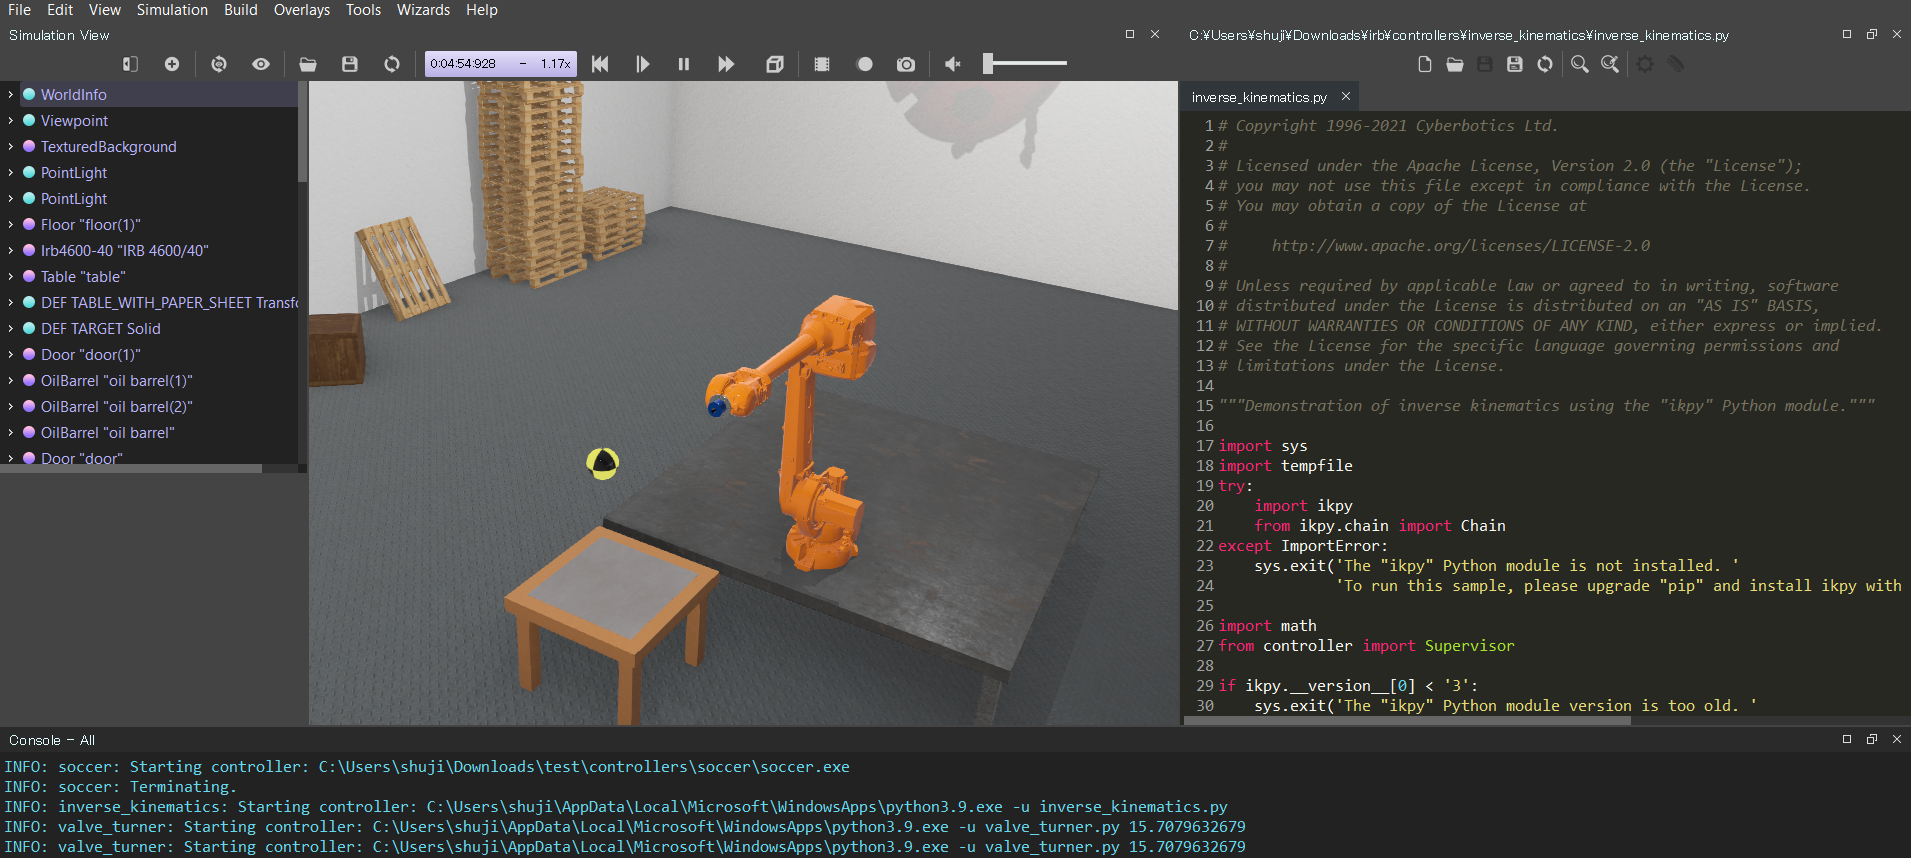 File Edit View Simulation Build Overlays Tools Wizards Help
Simulation View
0:04:54:928 – 1.17x
WorldInfo
Viewpoint
TexturedBackground
PointLight
PointLight
Floor "floor(1)"
Irb4600-40 "IRB 4600/40"
Table "table"
DEF TABLE_WITH_PAPER_SHEET Transfo
DEF TARGET Solid
Door "door(1)"
OilBarrel "oil barrel(1)"
OilBarrel "oil barrel(2)"
OilBarrel "oil barrel"
Door "door"
C:¥Users¥shuji¥Downloads¥irb¥controllers¥inverse_kinematics¥inverse_kinematics.py
inverse_kinematics.py
1 # Copyright 1996-2021 Cyberbotics Ltd.
2 #
3 # Licensed under the Apache License, Version 2.0 (the "License");
4 # you may not use this file except in compliance with the License.
5 # You may obtain a copy of the License at
6 #
7 #     http://www.apache.org/licenses/LICENSE-2.0
8 #
9 # Unless required by applicable law or agreed to in writing, software
10 # distributed under the License is distributed on an "AS IS" BASIS,
11 # WITHOUT WARRANTIES OR CONDITIONS OF ANY KIND, either express or implied.
12 # See the License for the specific language governing permissions and
13 # limitations under the License.
14
15 """Demonstration of inverse kinematics using the "ikpy" Python module."""
16
17 import sys
18 import tempfile
19 try:
20     import ikpy
21     from ikpy.chain import Chain
22 except ImportError:
23     sys.exit('The "ikpy" Python module is not installed. '
24              'To run this sample, please upgrade "pip" and install ikpy with
25
26 import math
27 from controller import Supervisor
28
29 if ikpy.__version__[0] < '3':
30     sys.exit('The "ikpy" Python module version is too old. '
Console - All
INFO: soccer: Starting controller: C:\Users\shuji\Downloads\test\controllers\soccer\soccer.exe
INFO: soccer: Terminating.
INFO: inverse_kinematics: Starting controller: C:\Users\shuji\AppData\Local\Microsoft\WindowsApps\python3.9.exe -u inverse_kinematics.py
INFO: valve_turner: Starting controller: C:\Users\shuji\AppData\Local\Microsoft\WindowsApps\python3.9.exe -u valve_turner.py 15.7079632679
INFO: valve_turner: Starting controller: C:\Users\shuji\AppData\Local\Microsoft\WindowsApps\python3.9.exe -u valve_turner.py 15.7079632679